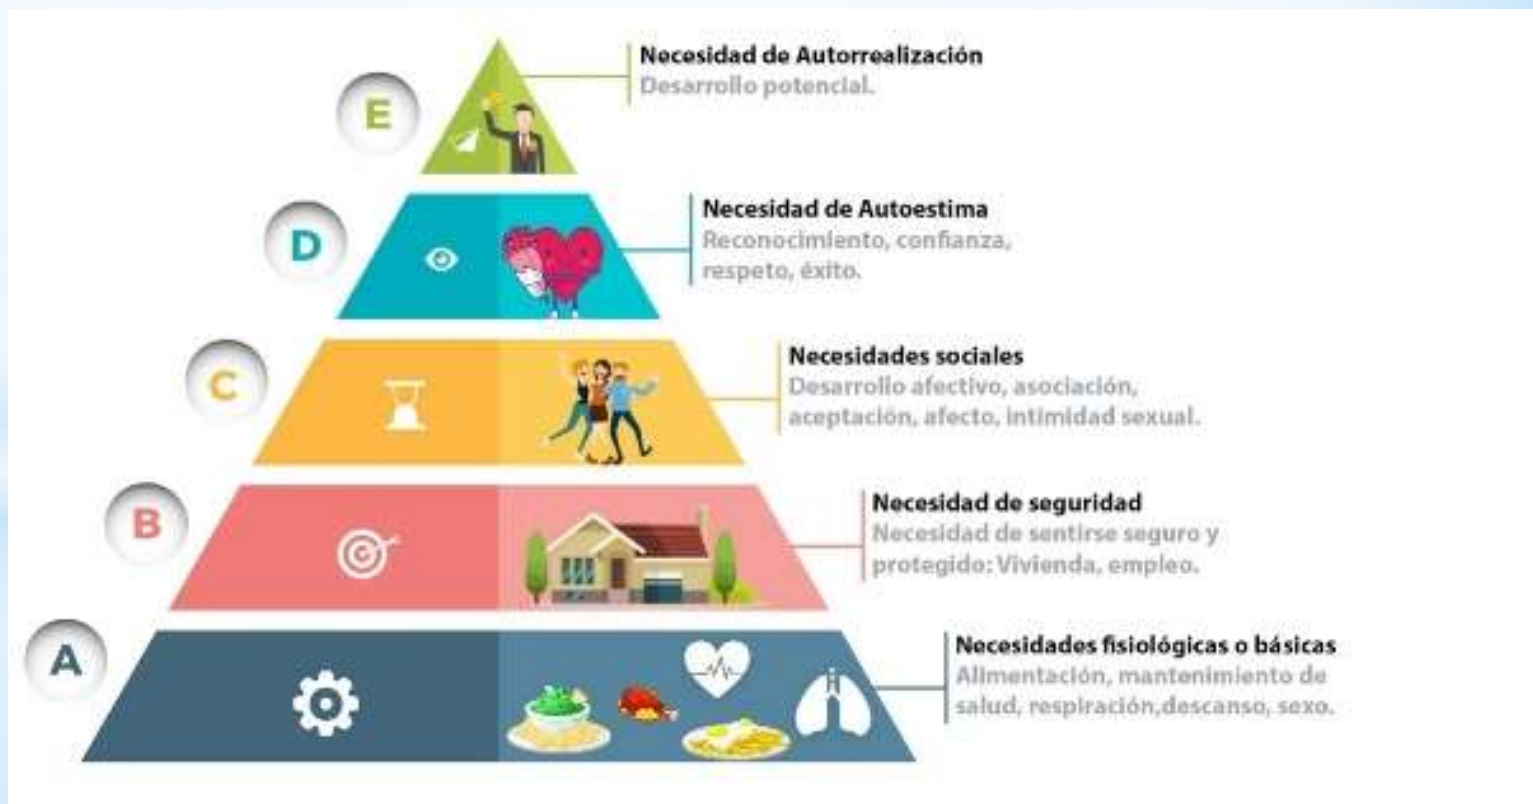 E
Necesidad de Autorrealización
Desarrollo potencial.
D
Necesidad de Autoestima
Reconocimiento, confianza,
respeto, éxito.
C
Necesidades sociales
Desarrollo afectivo, asociación,
aceptación, afecto, intimidad sexual.
B
Necesidad de seguridad
Necesidad de sentirse seguro y
protegido: Vivienda, empleo.
A
Necesidades fisiológicas o básicas
Alimentación, mantenimiento de
salud, respiración,descanso, sexo.